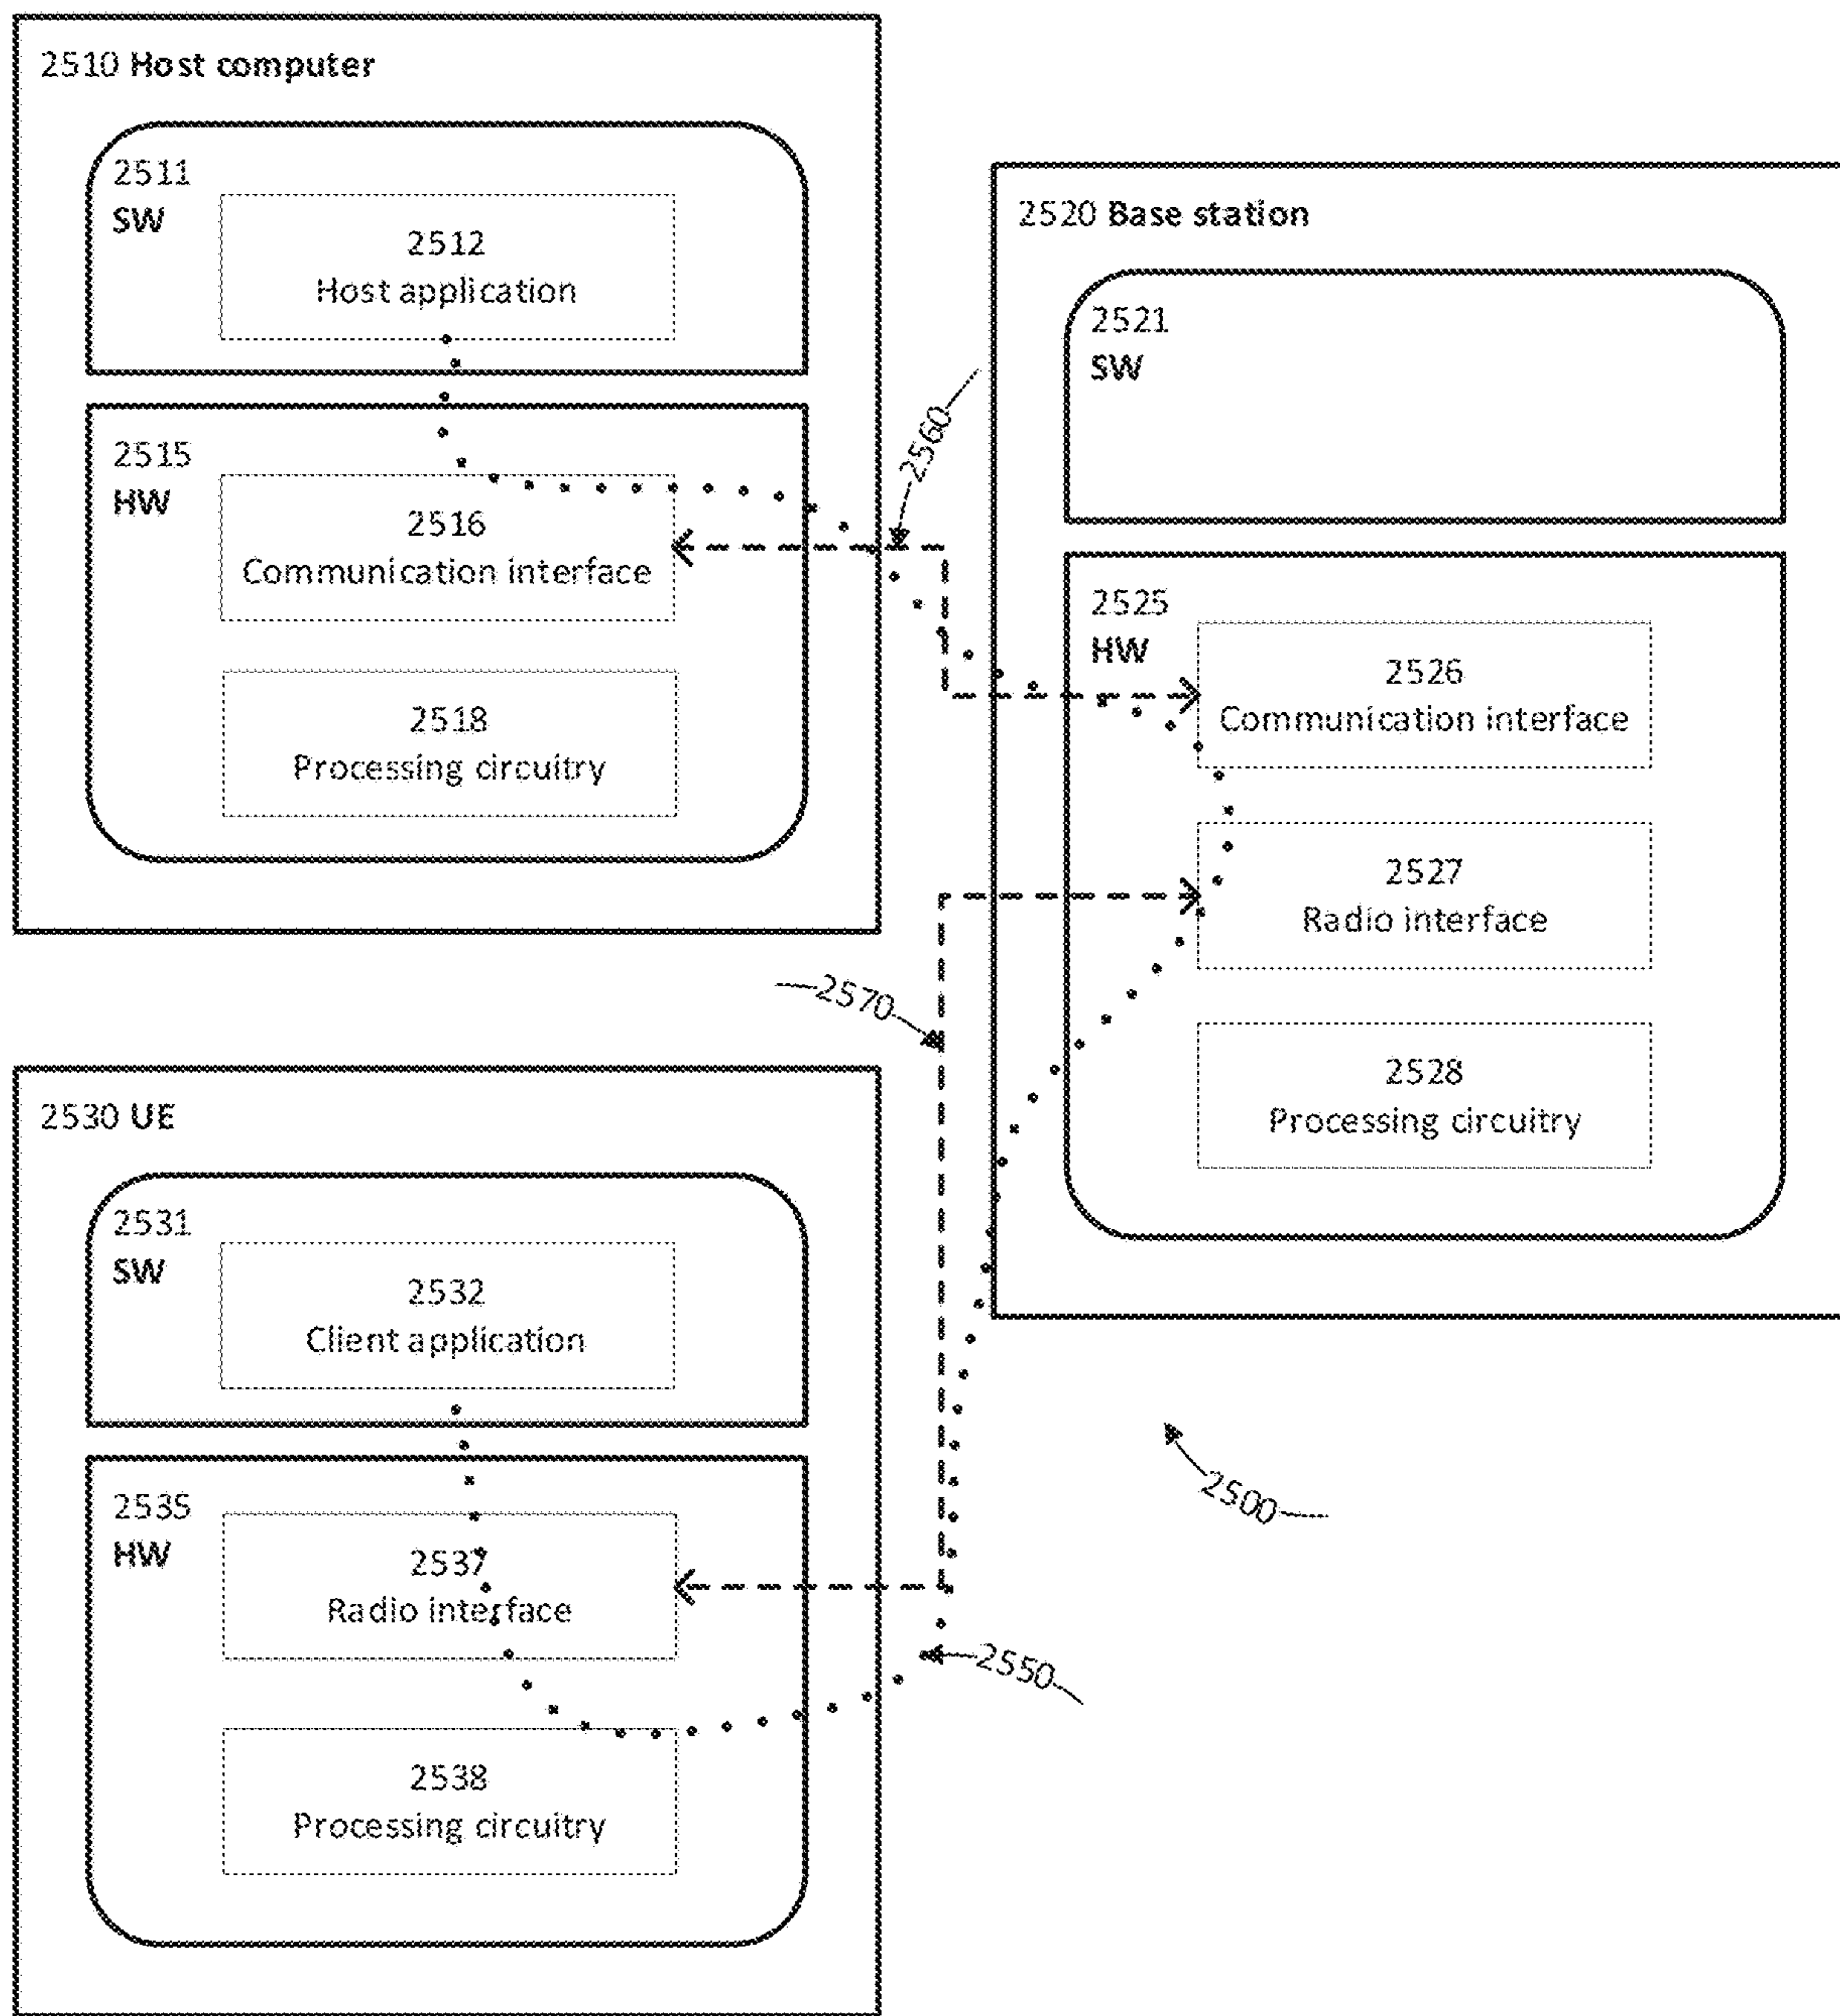 2510 Host computer
2511
SW
2512
Host application
2515
HW
2516
Communication interface
2518
Processing circuitry
2560
2520 Base station
2521
SW
2525
HW
2526
Communication interface
2527
Radio interface
2528
Processing circuitry
2570
2530 UE
2531
SW
2532
Client application
2535
HW
2537
Radio interface
2538
Processing circuitry
2500
2550